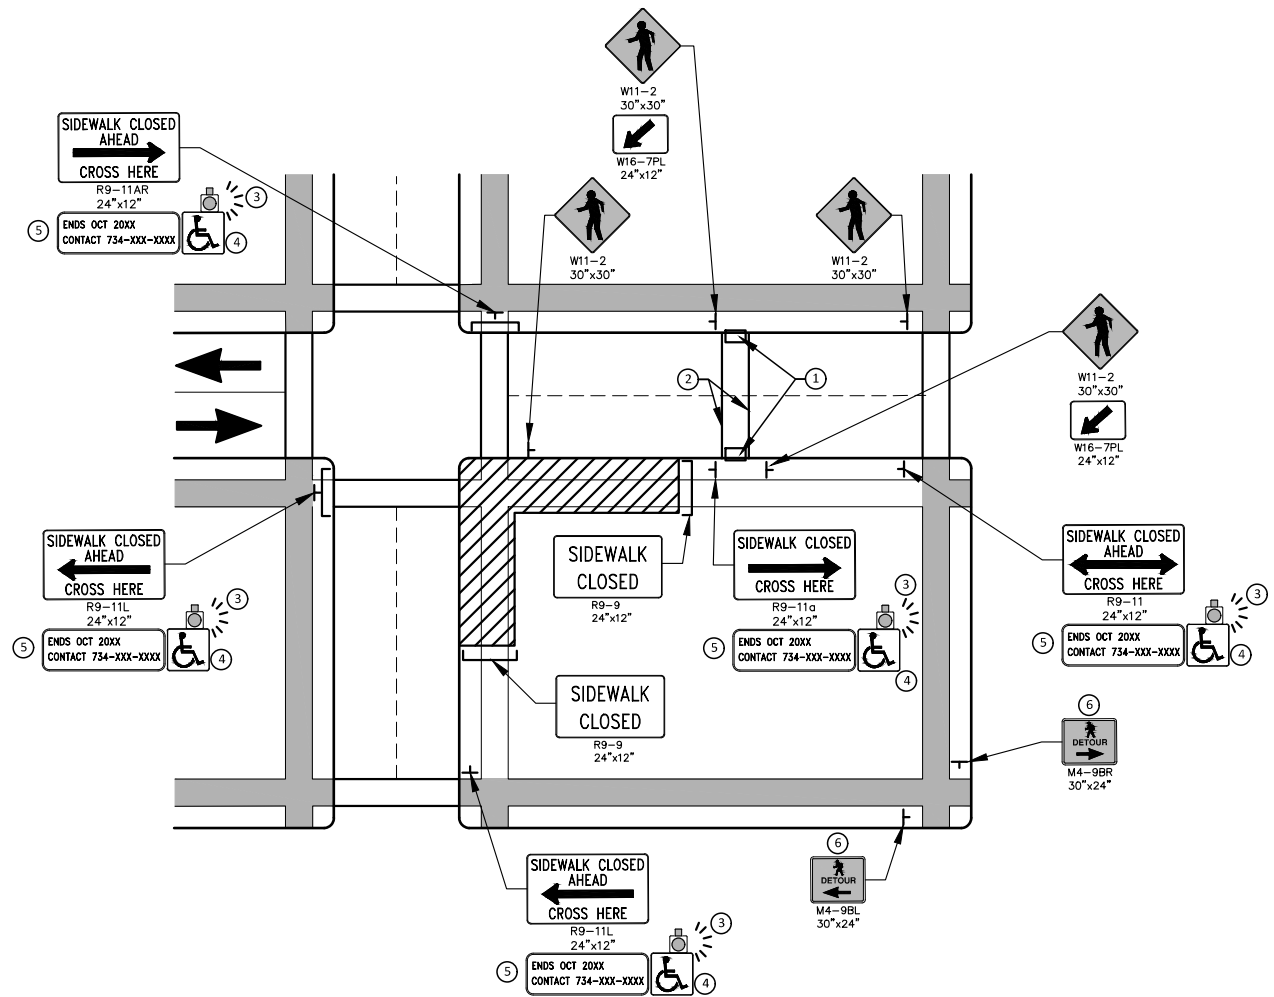 W11-2
30"x30"
W16-7PL
24"x12"
SIDEWALK CLOSED
AHEAD
CROSS HERE
R9-11AR
24"x12"
3
5
ENDS OCT 20XX
CONTACT 734-XXX-XXXX
4
W11-2
30"x30"
W11-2
30"x30"
W11-2
30"x30"
W16-7PL
24"x12"
2
1
SIDEWALK CLOSED
AHEAD
CROSS HERE
R9-11L
24"x12"
3
5
ENDS OCT 20XX
CONTACT 734-XXX-XXXX
4
SIDEWALK
CLOSED
R9-9
24"x12"
SIDEWALK CLOSED
CROSS HERE
R9-11a
24"x12"
3
5
ENDS OCT 20XX
CONTACT 734-XXX-XXXX
4
SIDEWALK CLOSED
AHEAD
CROSS HERE
R9-11
24"x12"
3
5
ENDS OCT 20XX
CONTACT 734-XXX-XXXX
4
SIDEWALK
CLOSED
R9-9
24"x12"
6
DETOUR
M4-9BR
30"x24"
6
DETOUR
M4-9BL
30"x24"
SIDEWALK CLOSED
AHEAD
CROSS HERE
R9-11L
24"x12"
3
5
ENDS OCT 20XX
CONTACT 734-XXX-XXXX
4